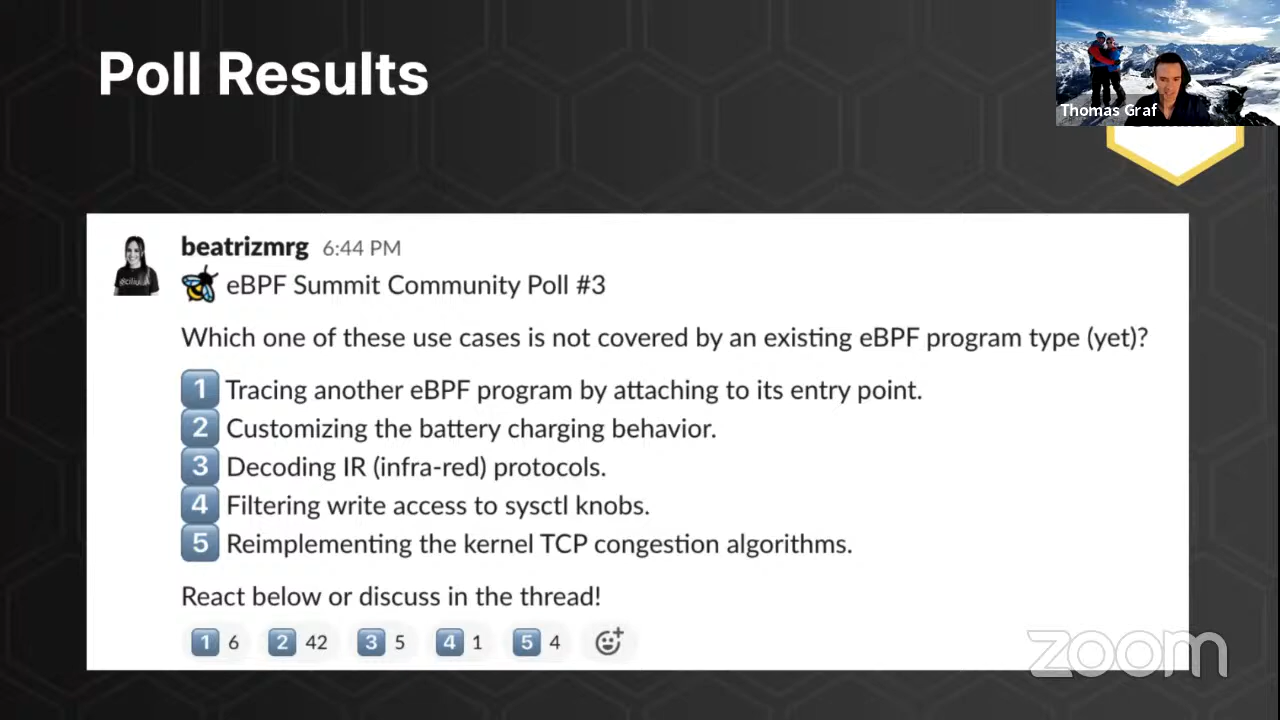 Poll Results
Thomas Graf
beatrizmrg 6:44 PM
eBPF Summit Community Poll #3
Which one of these use cases is not covered by an existing eBPF program type (yet)?
1 Tracing another eBPF program by attaching to its entry point.
2 Customizing the battery charging behavior.
3 Decoding IR (infra-red) protocols.
4 Filtering write access to sysctl knobs.
5 Reimplementing the kernel TCP congestion algorithms.
React below or discuss in the thread!
1 6 2 42 3 5 4 1 5 4
zoom